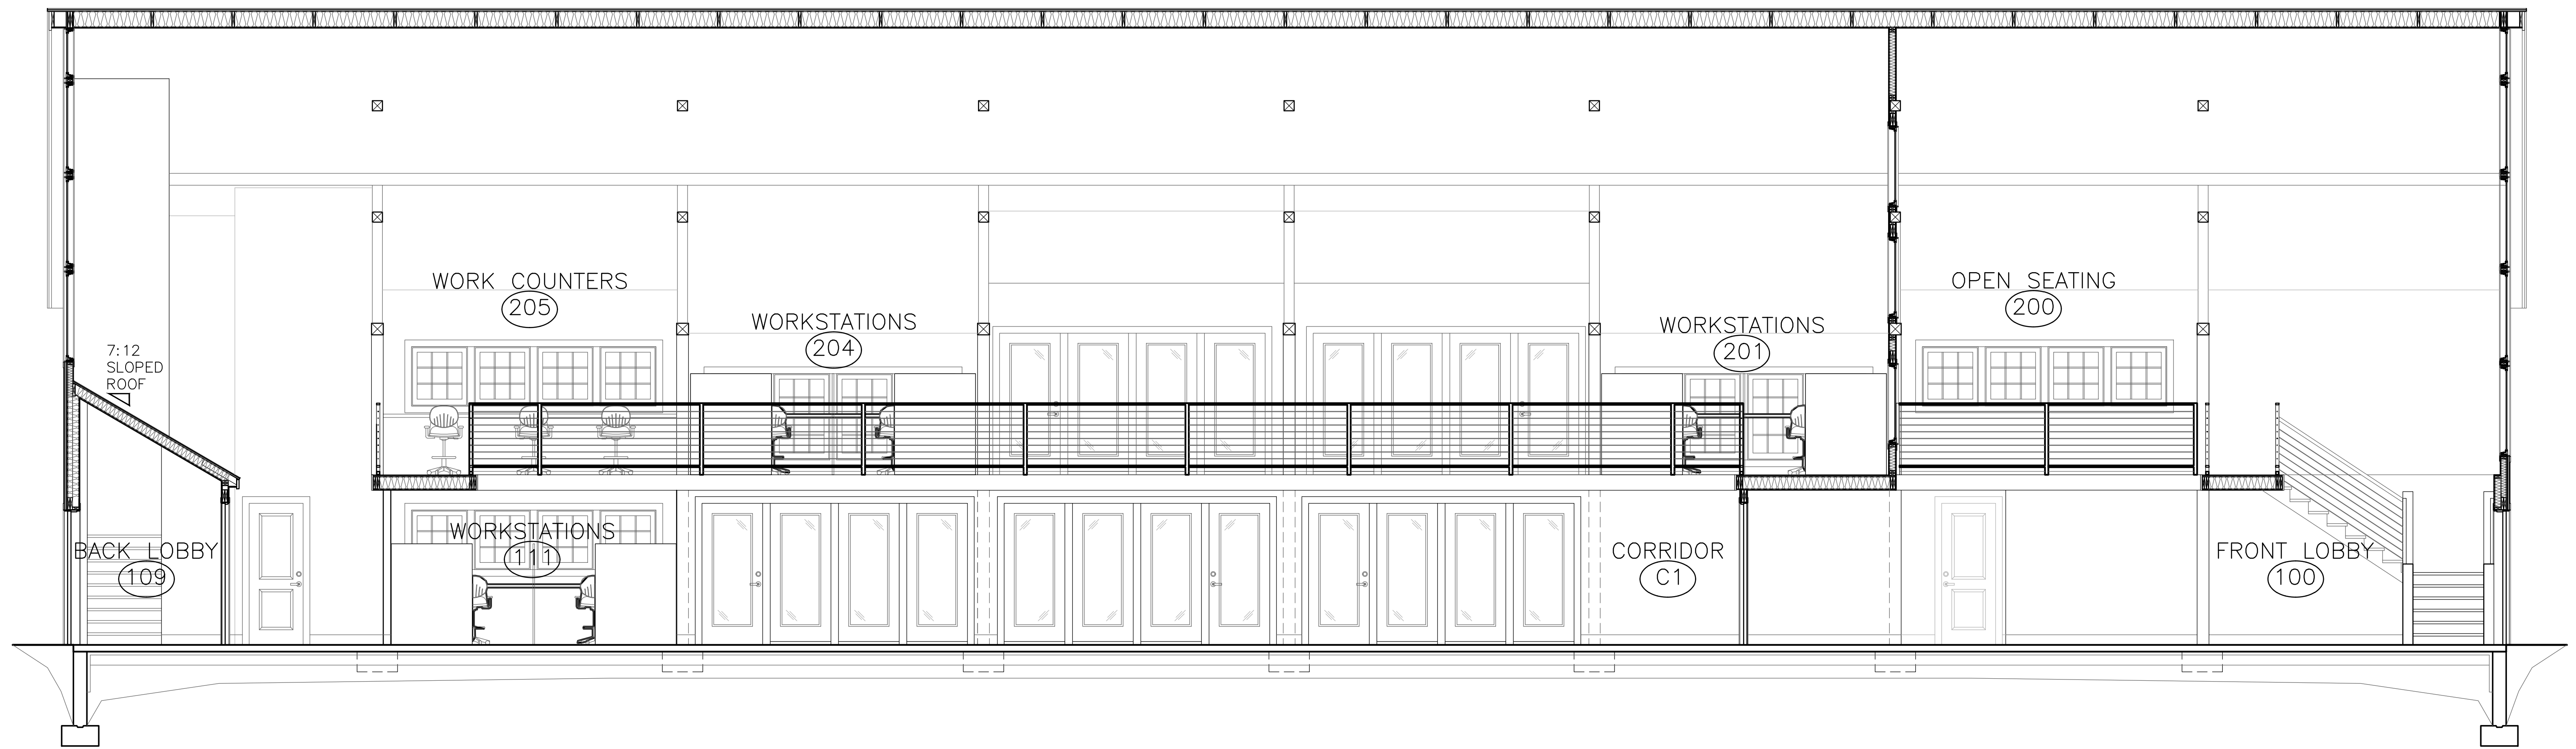 WORK COUNTERS
205
OPEN SEATING
200
WORKSTATIONS
204
WORKSTATIONS
201
7:12
SLOPED
ROOF
WORKSTATIONS
111
BACK LOBBY
109
CORRIDOR
C1
FRONT LOBBY
100